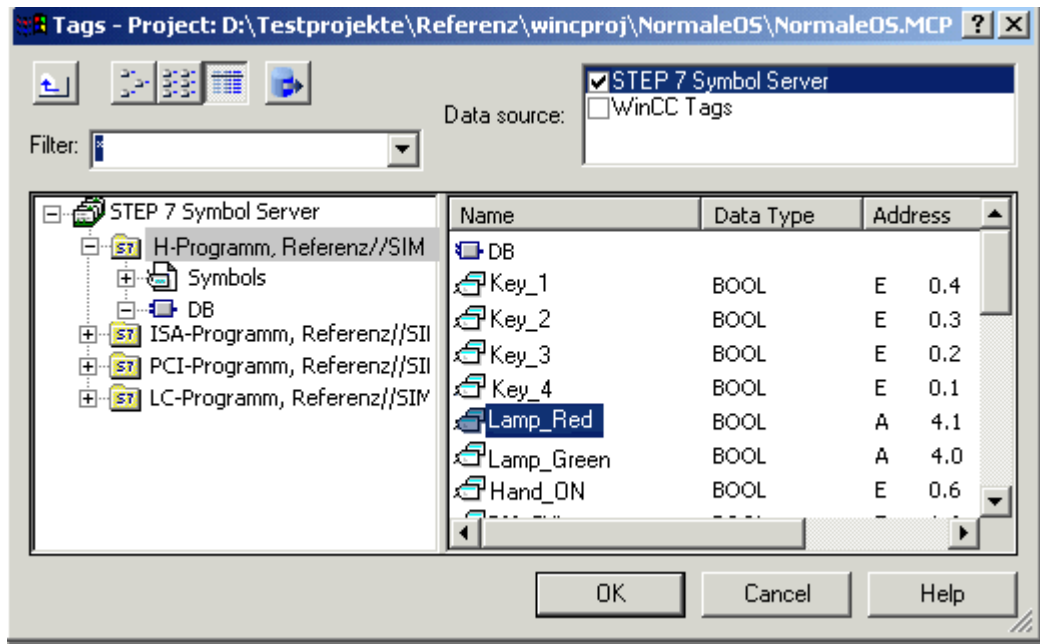 Tags - Project: D:\Testprojekte\Referenz\wincproj\NormaleOS\NormaleOS.MCP
Data source:
STEP 7 Symbol Server
WinCC Tags
Filter: *
STEP 7 Symbol Server
H-Programm, Referenz//SIM
Symbols
DB
ISA-Programm, Referenz//SII
PCI-Programm, Referenz//SII
LC-Programm, Referenz//SIM
Name Data Type Address
DB
Key_1 BOOL E 0.4
Key_2 BOOL E 0.3
Key_3 BOOL E 0.2
Key_4 BOOL E 0.1
Lamp_Red BOOL A 4.1
Lamp_Green BOOL A 4.0
Hand_ON BOOL E 0.6
OK Cancel Help